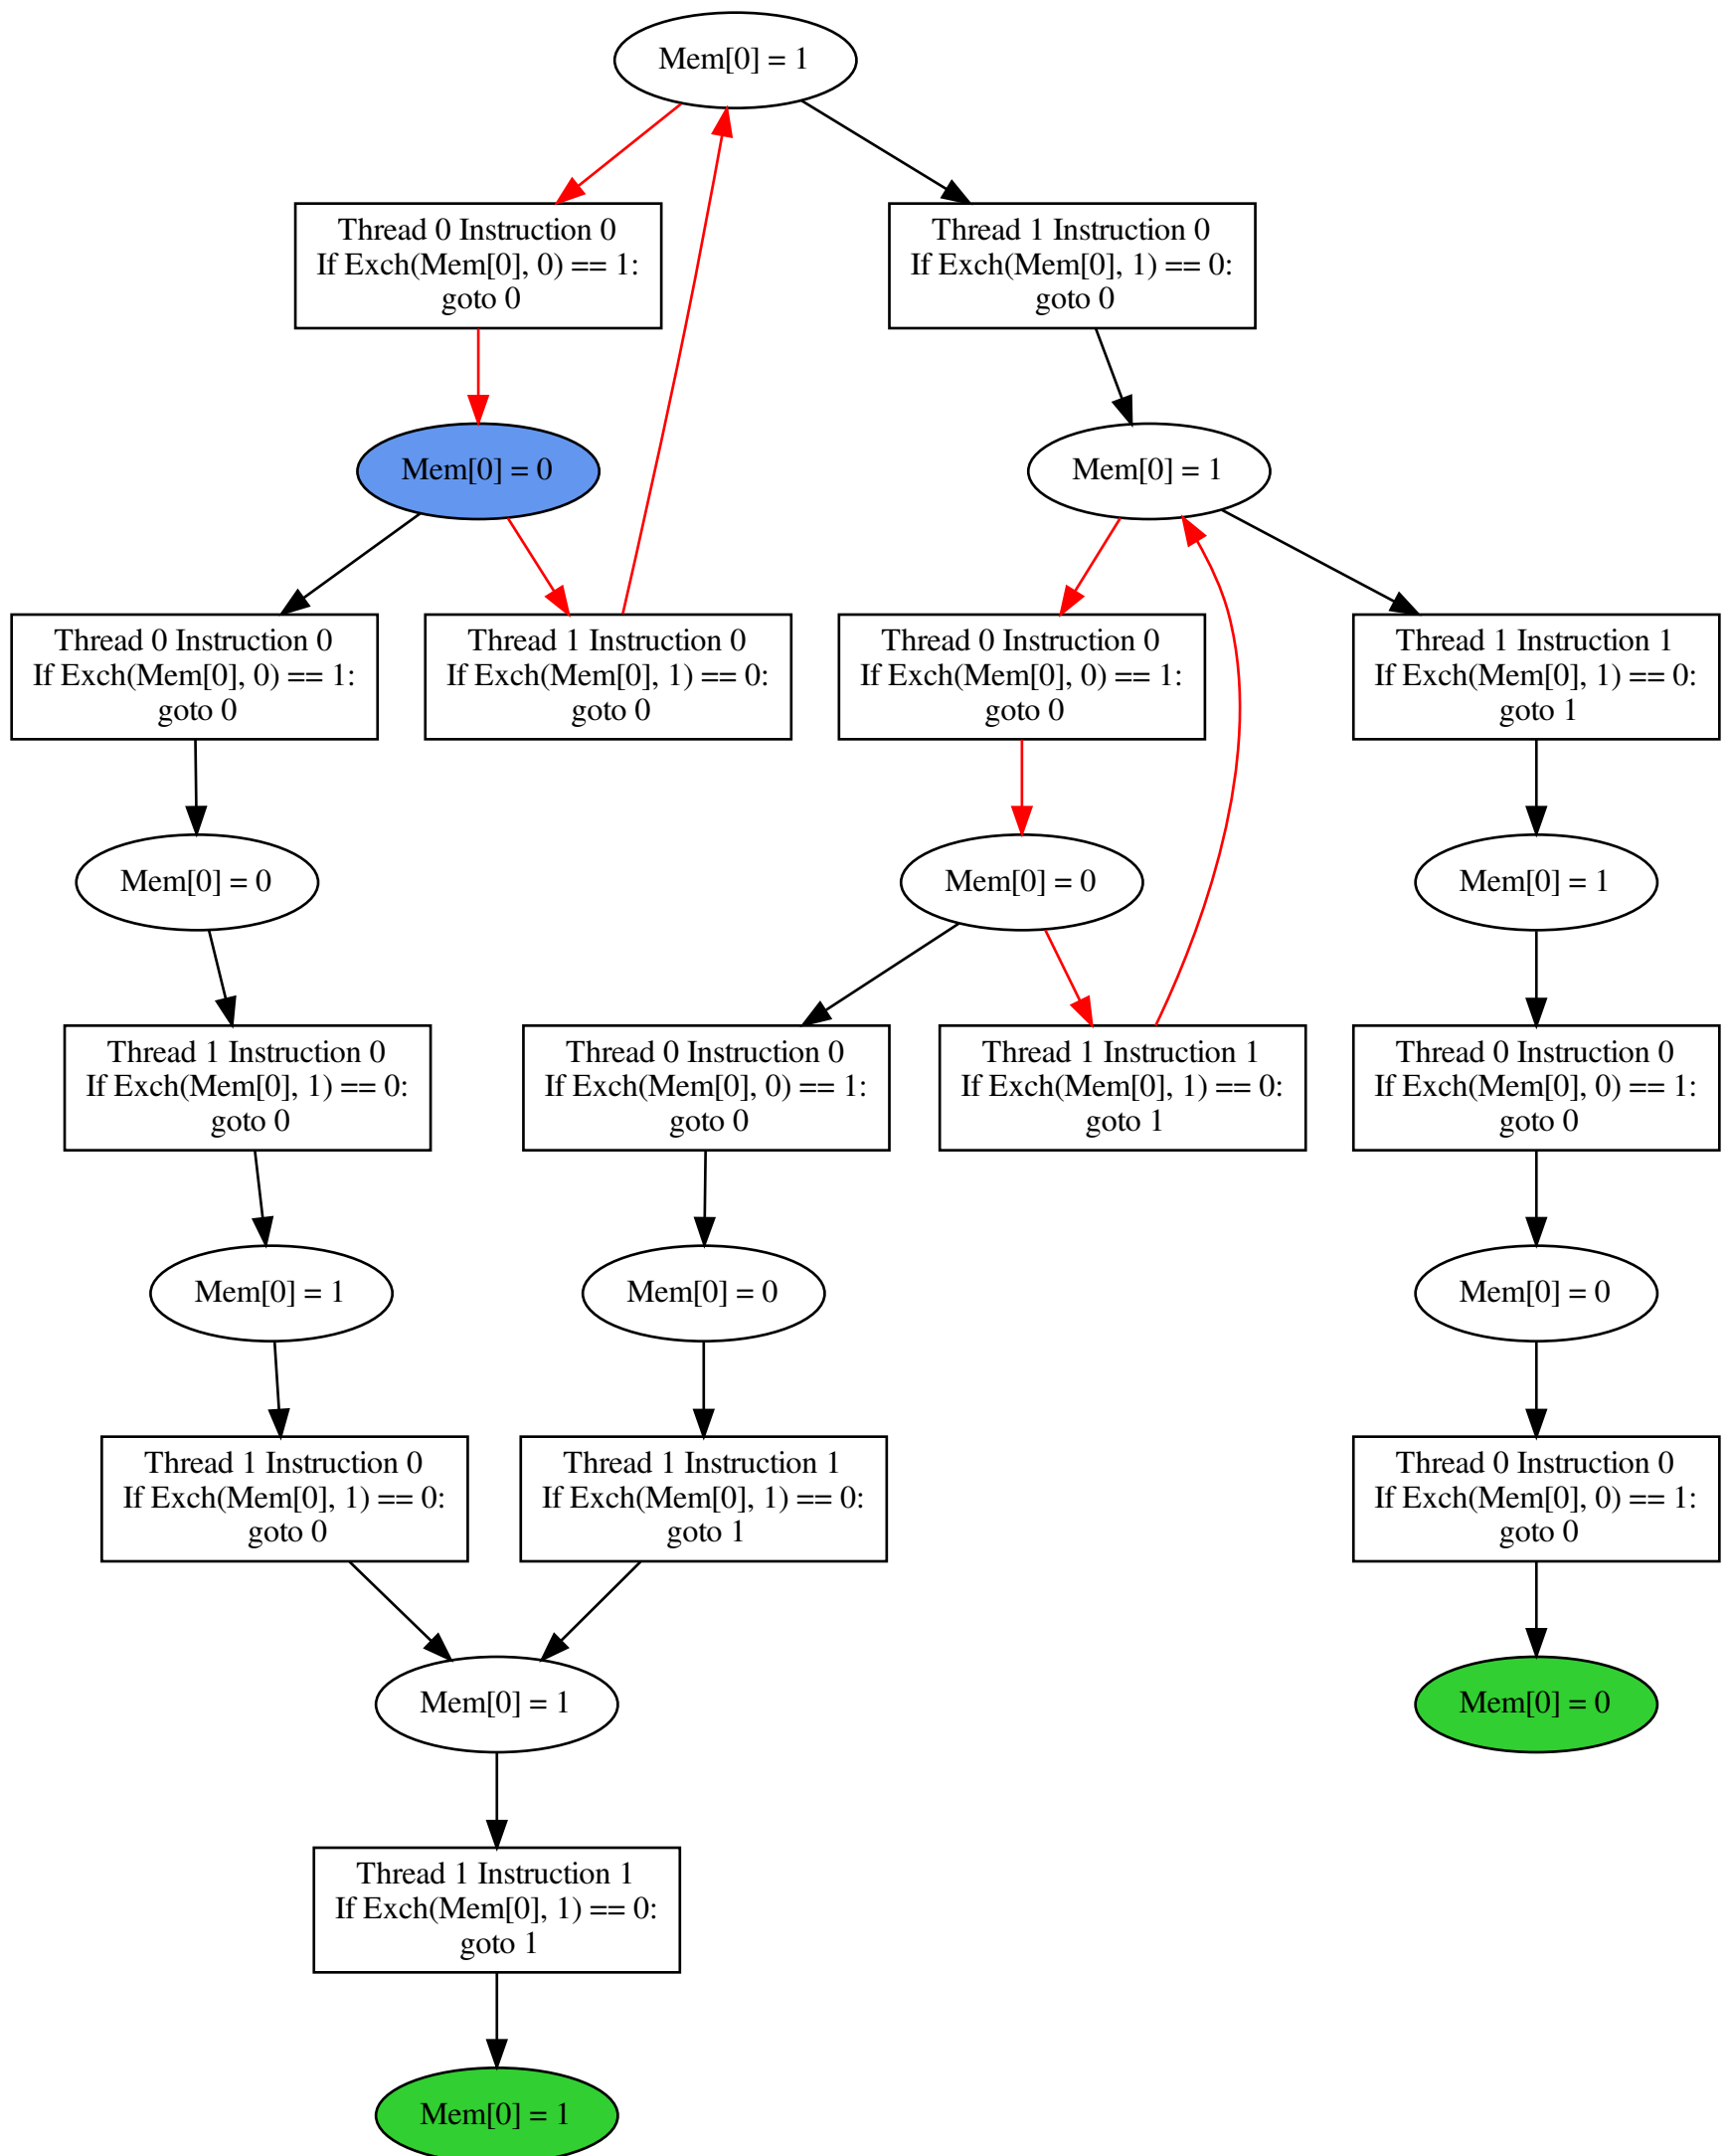 Mem[0] = 1
Thread 0 Instruction 0
If Exch(Mem[0], 0) == 1:
goto 0
Thread 1 Instruction 0
If Exch(Mem[0], 1) == 0:
goto 0
Mem[0] = 0
Mem[0] = 1
Thread 0 Instruction 0
If Exch(Mem[0], 0) == 1:
goto 0
Thread 1 Instruction 0
If Exch(Mem[0], 1) == 0:
goto 0
Thread 0 Instruction 0
If Exch(Mem[0], 0) == 1:
goto 0
Thread 1 Instruction 1
If Exch(Mem[0], 1) == 0:
goto 1
Mem[0] = 0
Mem[0] = 0
Mem[0] = 1
Thread 1 Instruction 0
If Exch(Mem[0], 1) == 0:
goto 0
Thread 0 Instruction 0
If Exch(Mem[0], 0) == 1:
goto 0
Thread 1 Instruction 1
If Exch(Mem[0], 1) == 0:
goto 1
Thread 0 Instruction 0
If Exch(Mem[0], 0) == 1:
goto 0
Mem[0] = 1
Mem[0] = 0
Mem[0] = 0
Thread 1 Instruction 0
If Exch(Mem[0], 1) == 0:
goto 0
Thread 1 Instruction 1
If Exch(Mem[0], 1) == 0:
goto 1
Thread 0 Instruction 0
If Exch(Mem[0], 0) == 1:
goto 0
Mem[0] = 1
Mem[0] = 0
Thread 1 Instruction 1
If Exch(Mem[0], 1) == 0:
goto 1
Mem[0] = 1